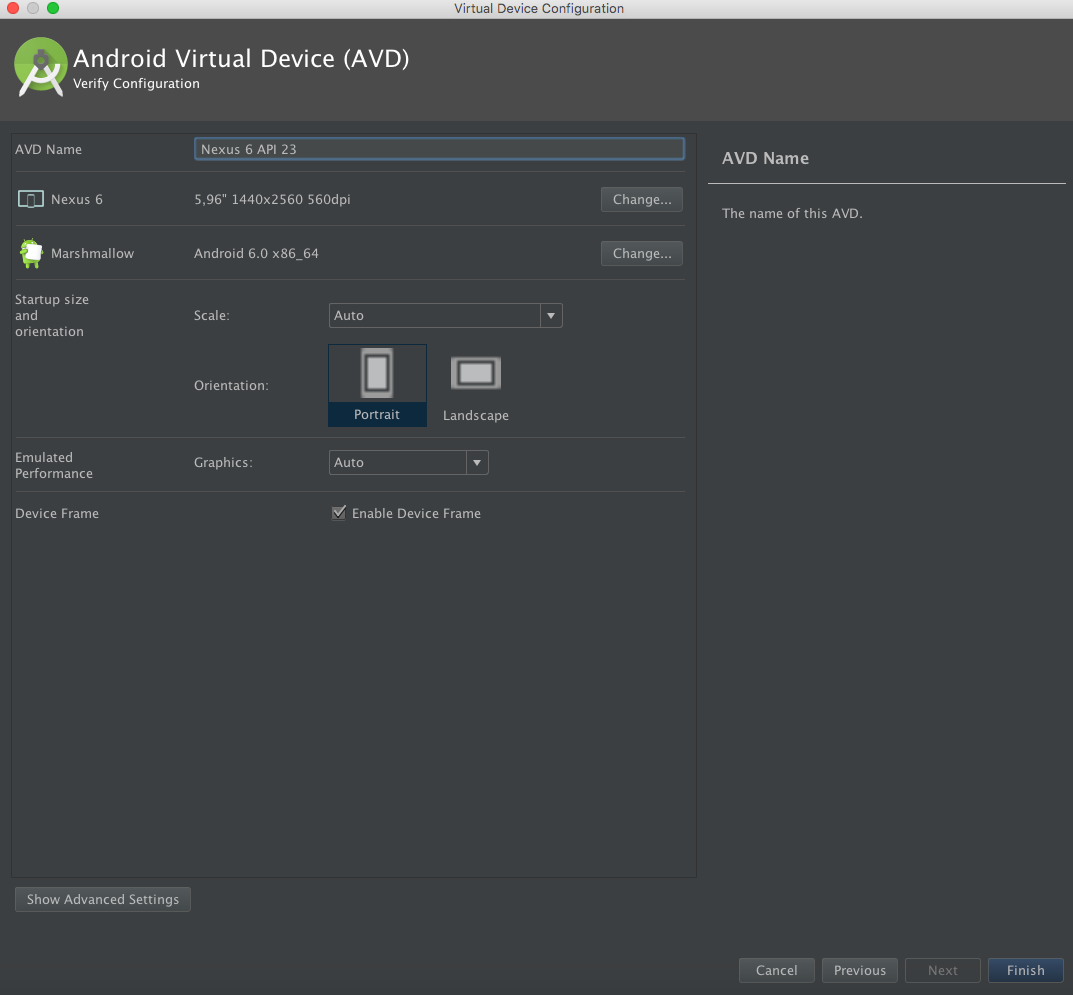 Virtual Device Configuration
Android Virtual Device (AVD)
Verify Configuration
AVD Name
Nexus 6 API 23
Nexus 6
5,96" 1440x2560 560dpi
Change...
Marshmallow
Android 6.0 x86_64
Change...
Startup size
and
orientation
Scale:
Auto
Orientation:
Portrait
Landscape
Emulated
Performance
Graphics:
Auto
Device Frame
Enable Device Frame
AVD Name
The name of this AVD.
Show Advanced Settings
Cancel
Previous
Next
Finish